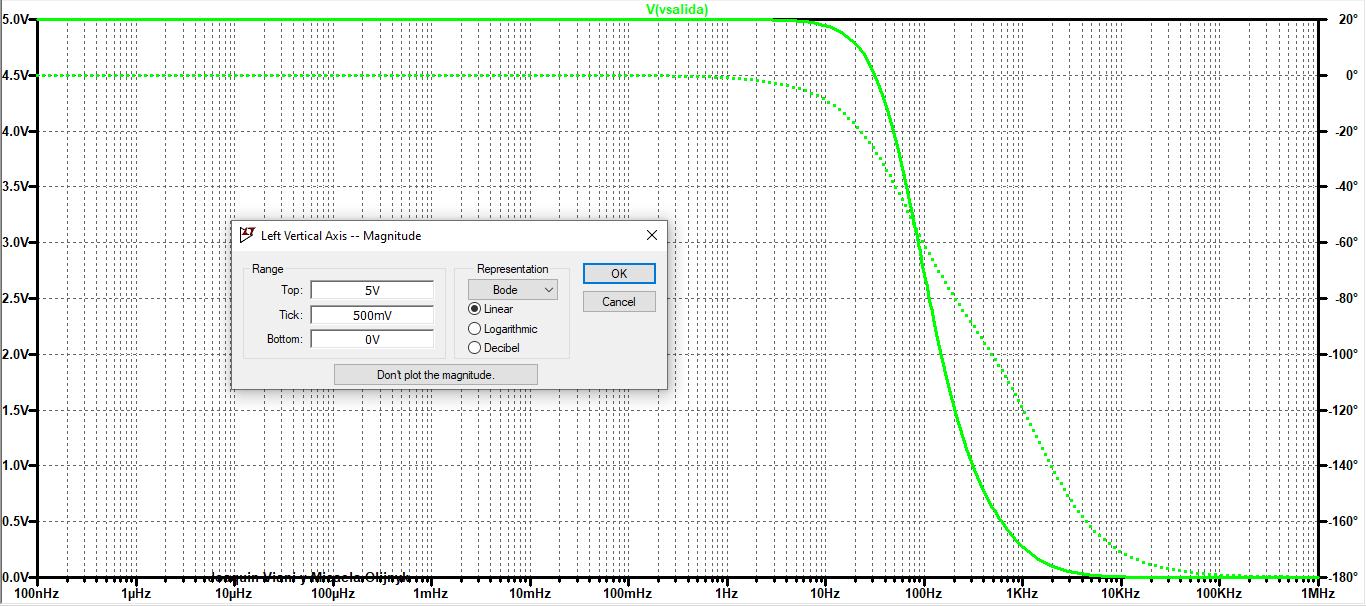 V(vsalida)
5.0V 20°
4.5V 0°
4.0V -20°
3.5V -40°
3.0V -60°
2.5V -80°
2.0V -100°
1.5V -120°
1.0V -140°
0.5V -160°
0.0V -180°
Left Vertical Axis -- Magnitude
Range
Top: 5V
Tick: 500mV
Bottom: 0V
Representation
Bode
Linear
Logarithmic
Decibel
OK
Cancel
Don't plot the magnitude.
Joaquin Viani y Micaela
100nHz 1µHz 10µHz 100µHz 1mHz 10mHz 100mHz 1Hz 10Hz 100Hz 1KHz 10KHz 100KHz 1MHz